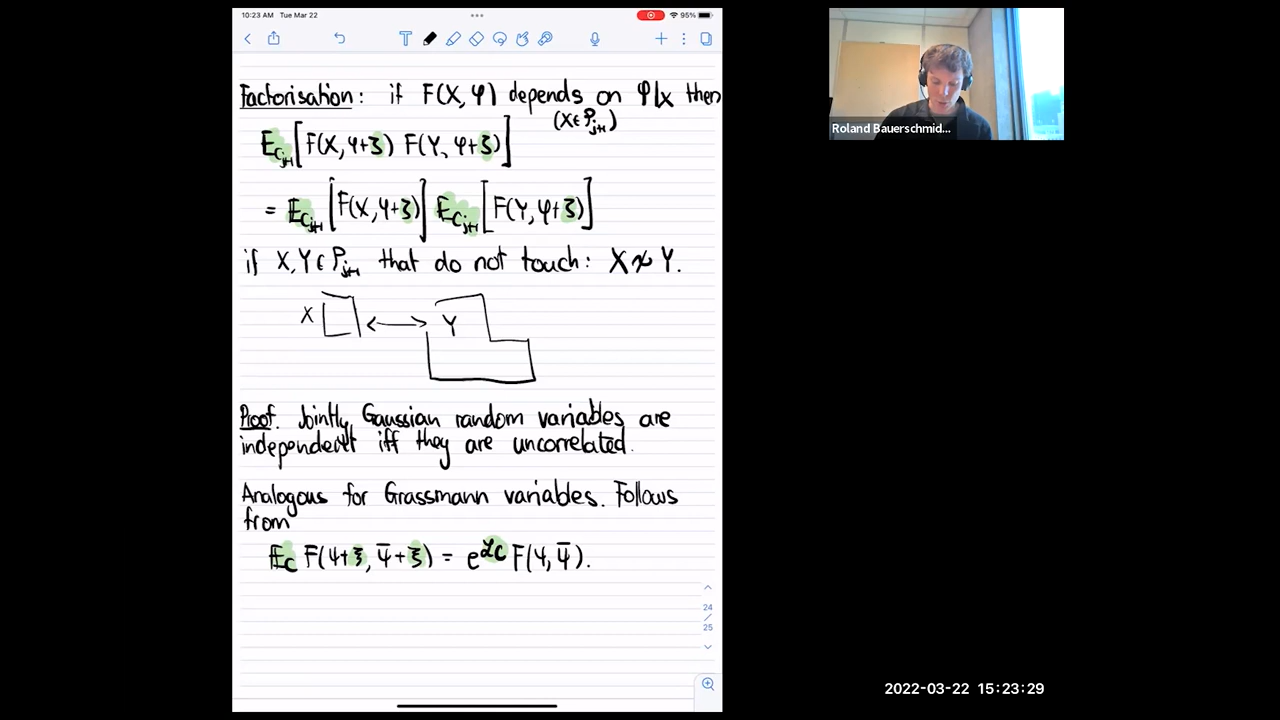 10:23 AM Tue Mar 22
95%
Factorisation: if F(X, φ) depends on φ|x then
(X∈P_{j+1})
E_{C_{j+1}}[F(X, φ+ζ) F(Y, φ+ζ)]
= E_{C_{j+1}}[F(X, φ+ζ)] E_{C_{j+1}}[F(Y, φ+ζ)]
if X, Y ∈ P_{j+1} that do not touch: X ≁ Y.
X ⟷ Y
Proof. Jointly Gaussian random variables are
independent iff they are uncorrelated.
Analogous for Grassmann variables. Follows
from
E_C F(ψ+ξ, ψ̄+ξ̄) = e^{ℒ_C} F(ψ, ψ̄).
24
/
25
Roland Bauerschmid...
2022-03-22 15:23:29